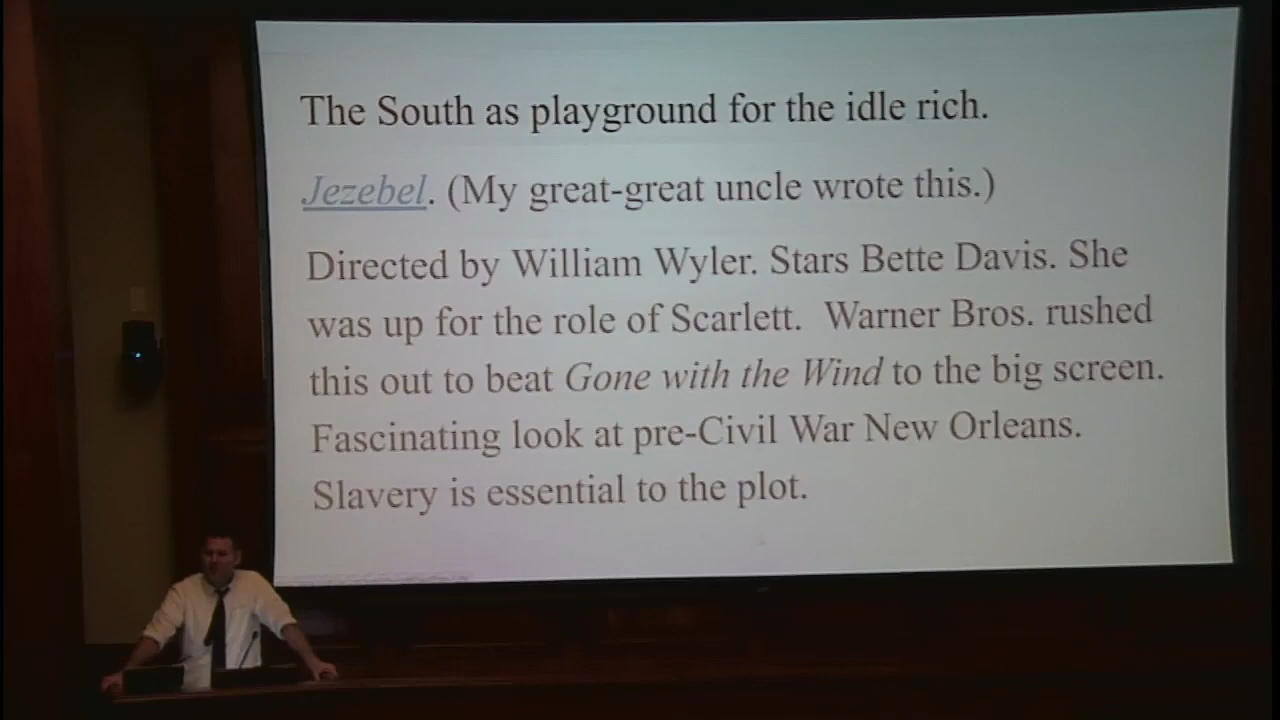 The South as playground for the idle rich.
Jezebel. (My great-great uncle wrote this.)
Directed by William Wyler. Stars Bette Davis. She
was up for the role of Scarlett. Warner Bros. rushed
this out to beat Gone with the Wind to the big screen.
Fascinating look at pre-Civil War New Orleans.
Slavery is essential to the plot.